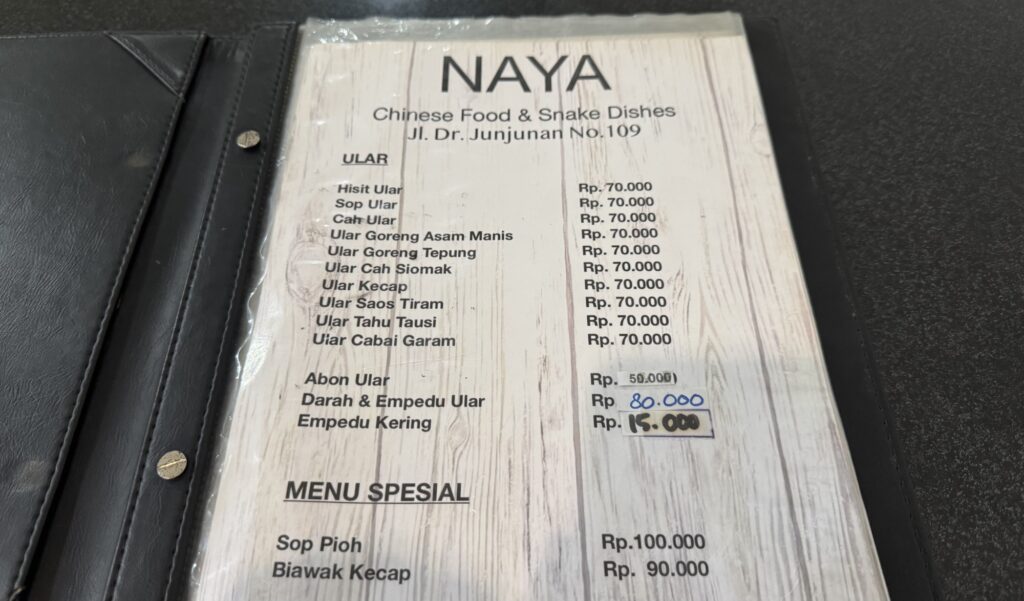 NAYA
Chinese Food & Snake Dishes
Jl. Dr. Junjunan No.109
ULAR
Hisit Ular Rp. 70.000
Sop Ular Rp. 70.000
Cah Ular Rp. 70.000
Ular Goreng Asam Manis Rp. 70.000
Ular Goreng Tepung Rp. 70.000
Ular Cah Siomak Rp. 70.000
Ular Kecap Rp. 70.000
Ular Saos Tiram Rp. 70.000
Ular Tahu Tausi Rp. 70.000
Ular Cabai Garam Rp. 70.000
Abon Ular Rp. 50.000
Darah & Empedu Ular Rp 80.000
Empedu Kering Rp. 15.000
MENU SPESIAL
Sop Pioh Rp.100.000
Biawak Kecap Rp. 90.000